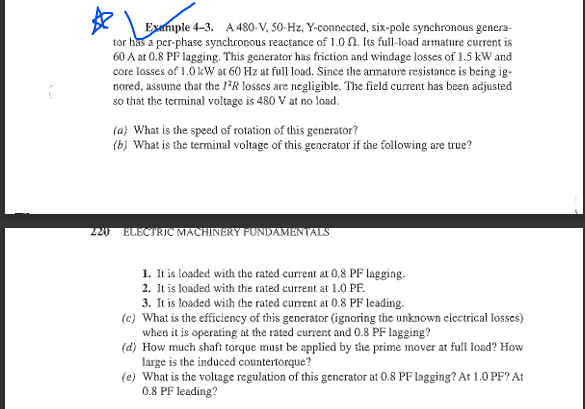 Example 4–3. A 480-V, 50-Hz, Y-connected, six-pole synchronous genera-
tor has a per-phase synchronous reactance of 1.0 Ω. Its full-load armature current is
60 A at 0.8 PF lagging. This generator has friction and windage losses of 1.5 kW and
core losses of 1.0 kW at 60 Hz at full load. Since the armature resistance is being ig-
nored, assume that the I²R losses are negligible. The field current has been adjusted
so that the terminal voltage is 480 V at no load.
(a) What is the speed of rotation of this generator?
(b) What is the terminal voltage of this generator if the following are true?
220 ELECTRIC MACHINERY FUNDAMENTALS
1. It is loaded with the rated current at 0.8 PF lagging.
2. It is loaded with the rated current at 1.0 PF.
3. It is loaded with the rated current at 0.8 PF leading.
(c) What is the efficiency of this generator (ignoring the unknown electrical losses)
when it is operating at the rated current and 0.8 PF lagging?
(d) How much shaft torque must be applied by the prime mover at full load? How
large is the induced countertorque?
(e) What is the voltage regulation of this generator at 0.8 PF lagging? At 1.0 PF? At
0.8 PF leading?